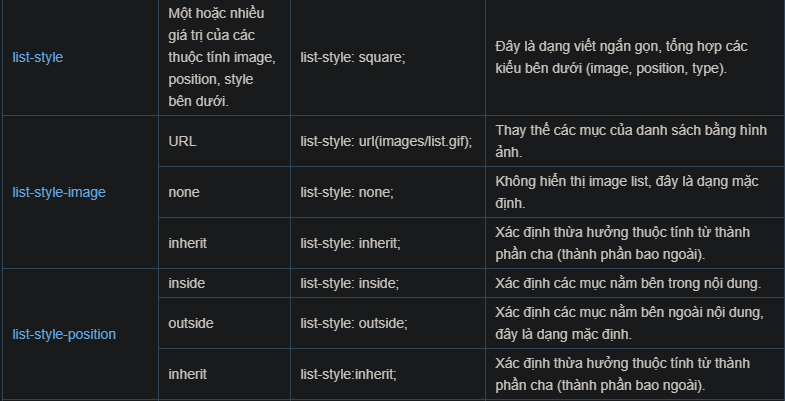 list-style
Một hoặc nhiều
giá trị của các
thuộc tính image,
position, style
bên dưới.
list-style: square;
Đây là dạng viết ngắn gọn, tổng hợp các
kiểu bên dưới (image, position, type).
list-style-image
URL
list-style: url(images/list.gif);
Thay thế các mục của danh sách bằng hình
ảnh.
none
list-style: none;
Không hiển thị image list, đây là dạng mặc
định.
inherit
list-style: inherit;
Xác định thừa hưởng thuộc tính từ thành
phần cha (thành phần bao ngoài).
list-style-position
inside
list-style: inside;
Xác định các mục nằm bên trong nội dung.
outside
list-style: outside;
Xác định các mục nằm bên ngoài nội dung,
đây là dạng mặc định.
inherit
list-style:inherit;
Xác định thừa hưởng thuộc tính từ thành
phần cha (thành phần bao ngoài).